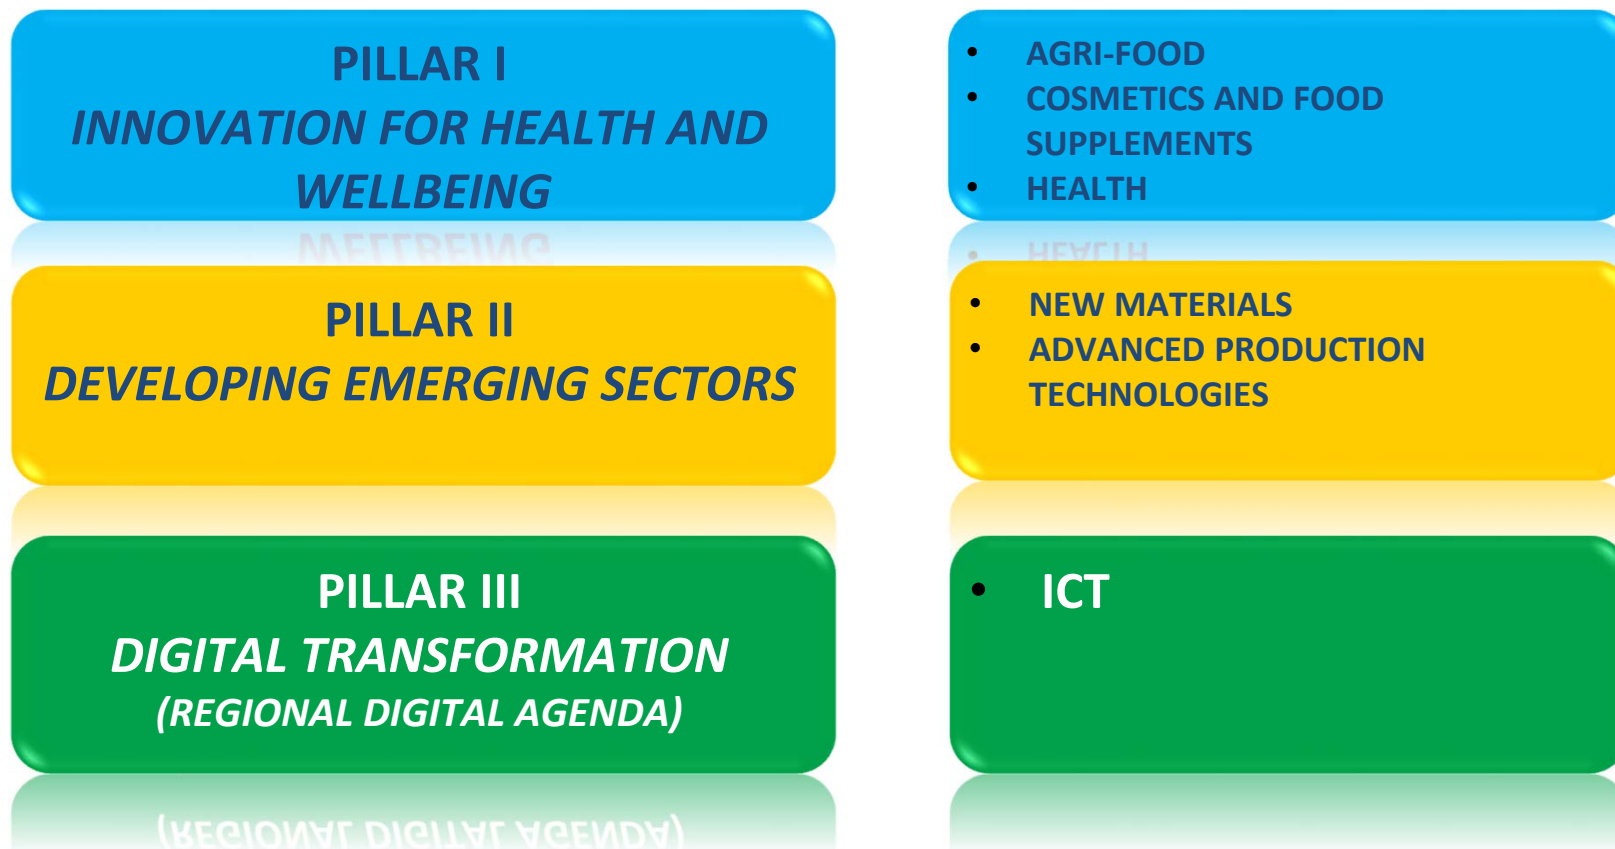 PILLAR I
INNOVATION FOR HEALTH AND
WELLBEING
• AGRI-FOOD
• COSMETICS AND FOOD
SUPPLEMENTS
• HEALTH
PILLAR II
DEVELOPING EMERGING SECTORS
• NEW MATERIALS
• ADVANCED PRODUCTION
TECHNOLOGIES
PILLAR III
DIGITAL TRANSFORMATION
(REGIONAL DIGITAL AGENDA)
• ICT